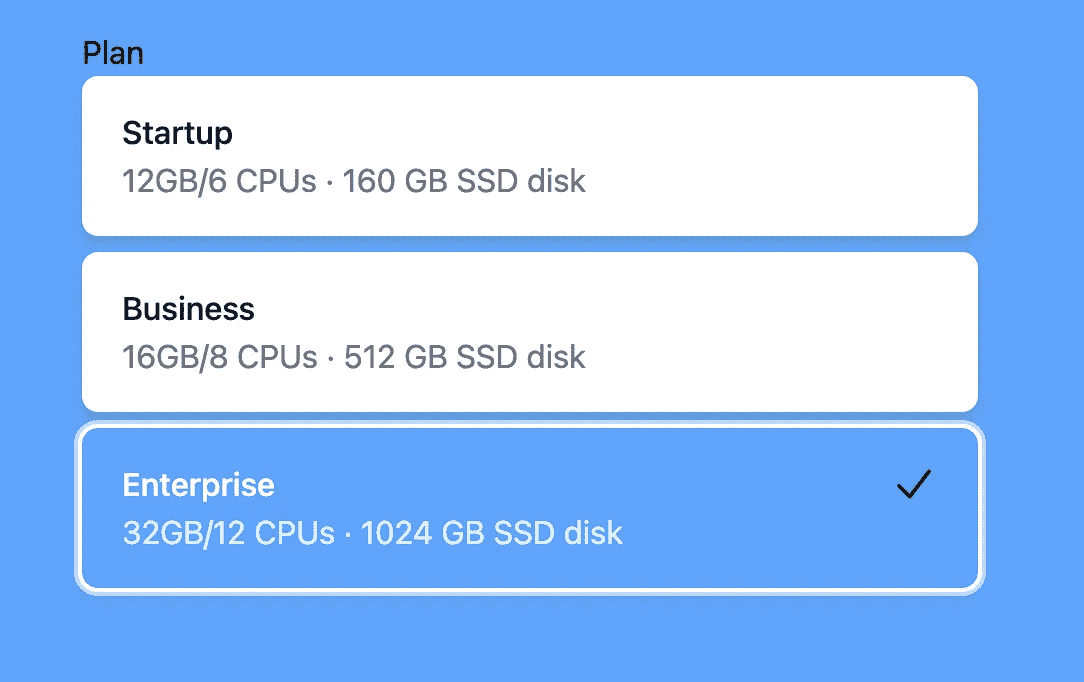 Plan
Startup
12GB/6 CPUs · 160 GB SSD disk
Business
16GB/8 CPUs · 512 GB SSD disk
Enterprise
32GB/12 CPUs · 1024 GB SSD disk